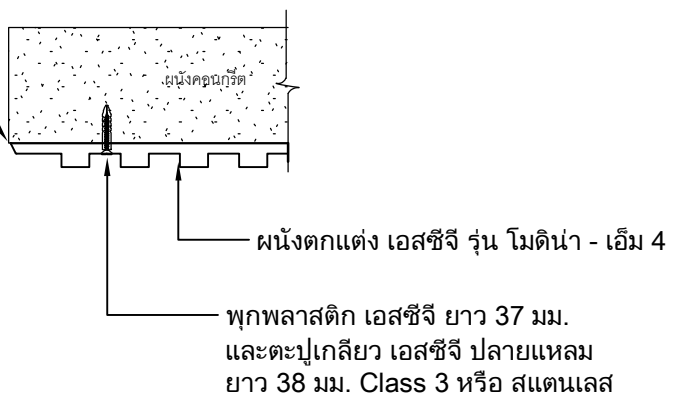 ผนังคอนกรีต
ผนังตกแต่ง เอสซีจี รุ่น โมดิน่า - เอ็ม 4
พุกพลาสติก เอสซีจี ยาว 37 มม.
และตะปูเกลียว เอสซีจี ปลายแหลม
ยาว 38 มม. Class 3 หรือ สแตนเลส